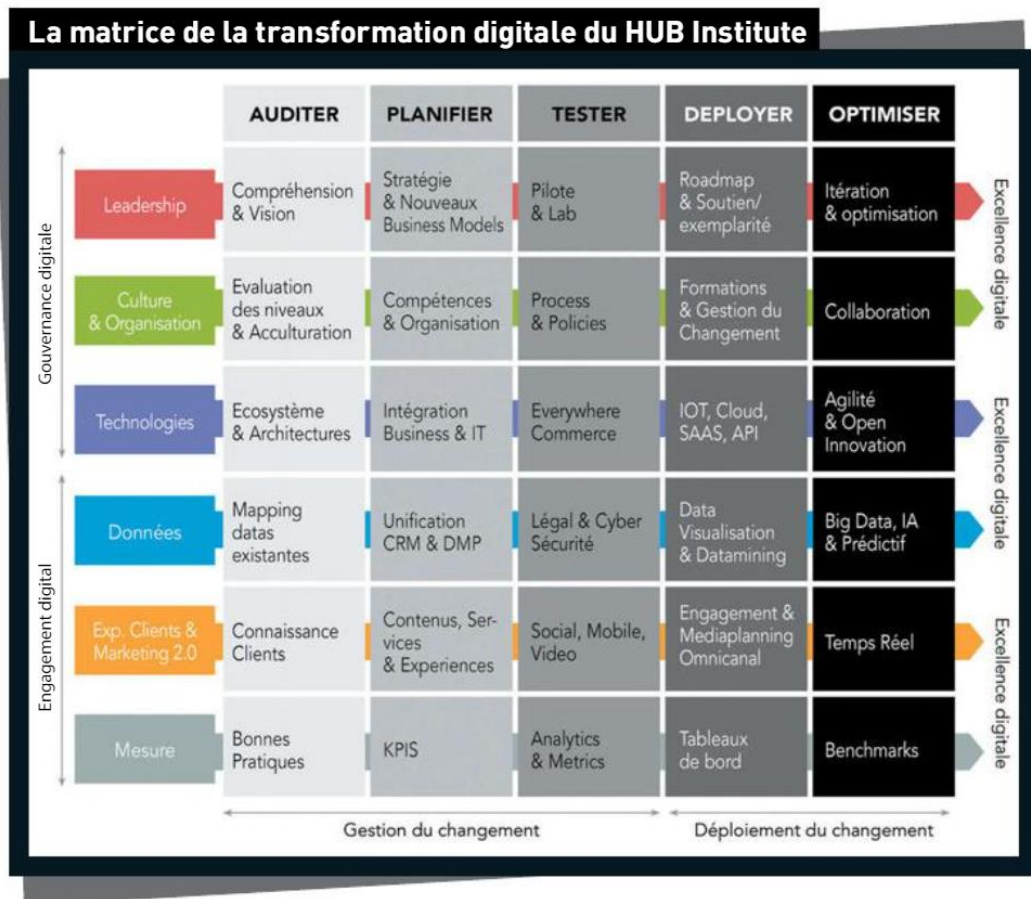 La matrice de la transformation digitale du HUB Institute
AUDITER
PLANIFIER
TESTER
DEPLOYER
OPTIMISER
Gouvernance digitale
Leadership
Compréhension
& Vision
Stratégie
& Nouveaux
Business Models
Pilote
& Lab
Roadmap
& Soutien/
exemplarité
Itération
& optimisation
Excellence digitale
Culture
& Organisation
Evaluation
des niveaux
& Acculturation
Compétences
& Organisation
Process
& Policies
Formations
& Gestion du
Changement
Collaboration
Technologies
Ecosystème
& Architectures
Intégration
Business & IT
Everywhere
Commerce
IOT, Cloud,
SAAS, API
Agilité
& Open
Innovation
Excellence digitale
Engagement digital
Données
Mapping
datas
existantes
Unification
CRM & DMP
Légal & Cyber
Sécurité
Data
Visualisation
& Datamining
Big Data, IA
& Prédictif
Exp. Clients &
Marketing 2.0
Connaissance
Clients
Contenus, Ser-
vices
& Experiences
Social, Mobile,
Video
Engagement &
Mediaplanning
Omnicanal
Temps Réel
Excellence digitale
Mesure
Bonnes
Pratiques
KPIS
Analytics
& Metrics
Tableaux
de bord
Benchmarks
Gestion du changement
Déploiement du changement